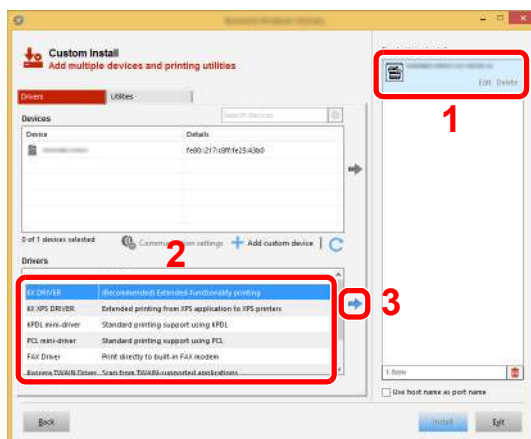 Custom Install
Add multiple devices and printing utilities
Edit Delete
1
Drivers Utilities
Devices
Search devices
Device Details
fe80::217:c8ff:fe25:43b0
0 of 1 devices selected Communication settings Add custom device
2
Drivers
KX DRIVER (Recommended) Extended-functionality printing
KX XPS DRIVER Extended printing from XPS application to XPS printers
KPDL mini-driver Standard printing support using KPDL
PCL mini-driver Standard printing support using PCL
FAX Driver Print directly to built-in FAX modem
Kyocera TWAIN Driver Scan from TWAIN-supported applications
3
1 item
Use host name as port name
Back Install Exit